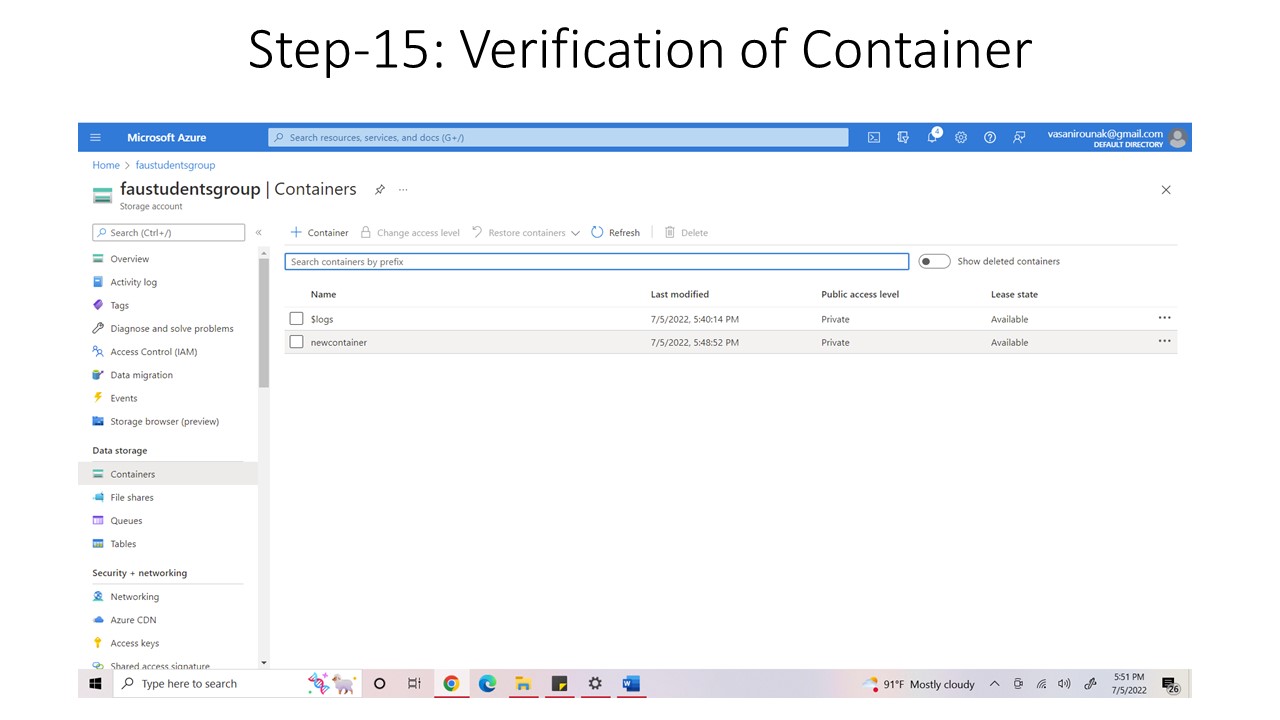 Step-15: Verification of Container
Microsoft Azure
Search resources, services, and docs (G+/)
4
vasanirounak@gmail.com
DEFAULT DIRECTORY
Home > faustudentsgroup
faustudentsgroup | Containers
Storage account
Search (Ctrl+/)
Container
Change access level
Restore containers
Refresh
Delete
Search containers by prefix
Show deleted containers
Name Last modified Public access level Lease state
$logs 7/5/2022, 5:40:14 PM Private Available
newcontainer 7/5/2022, 5:48:52 PM Private Available
Overview
Activity log
Tags
Diagnose and solve problems
Access Control (IAM)
Data migration
Events
Storage browser (preview)
Data storage
Containers
File shares
Queues
Tables
Security + networking
Networking
Azure CDN
Access keys
Shared access signature
Type here to search
91°F Mostly cloudy
5:51 PM
7/5/2022
26